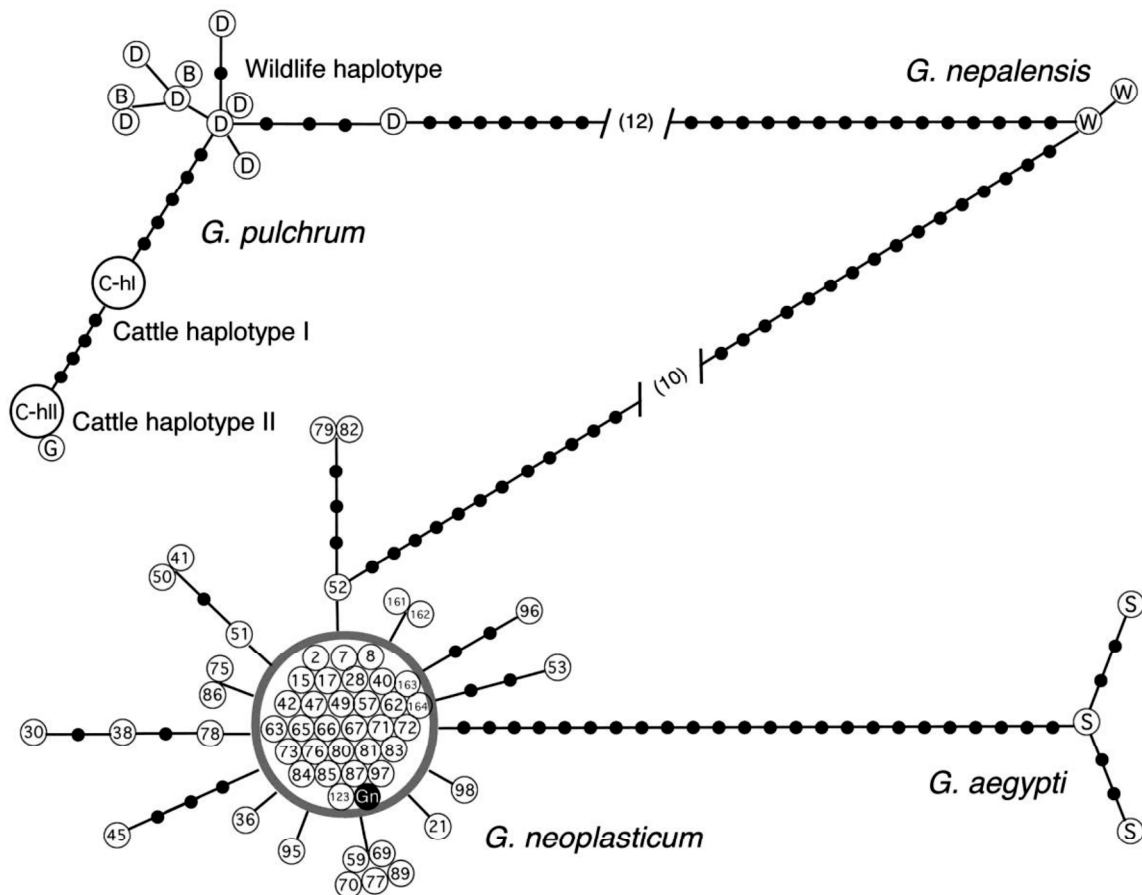 D
D
B
Wildlife haplotype
G. nepalensis
W
B
D
D
D
D
D
D
(12)
W
D
G. pulchrum
C-hI
Cattle haplotype I
(10)
C-hII
Cattle haplotype II
G
79 82
41
50
52
161
162
96
S
51
2 7 8
53
75
86
15 17 28 40 163
42 47 49 57 62 164
30 38 78
63 65 66 67 71 72
S
73 76 80 81 83
84 85 87 97
98
G. aegypti
123 Gn
45
36
21
G. neoplasticum
S
95
59 69
70 77 89